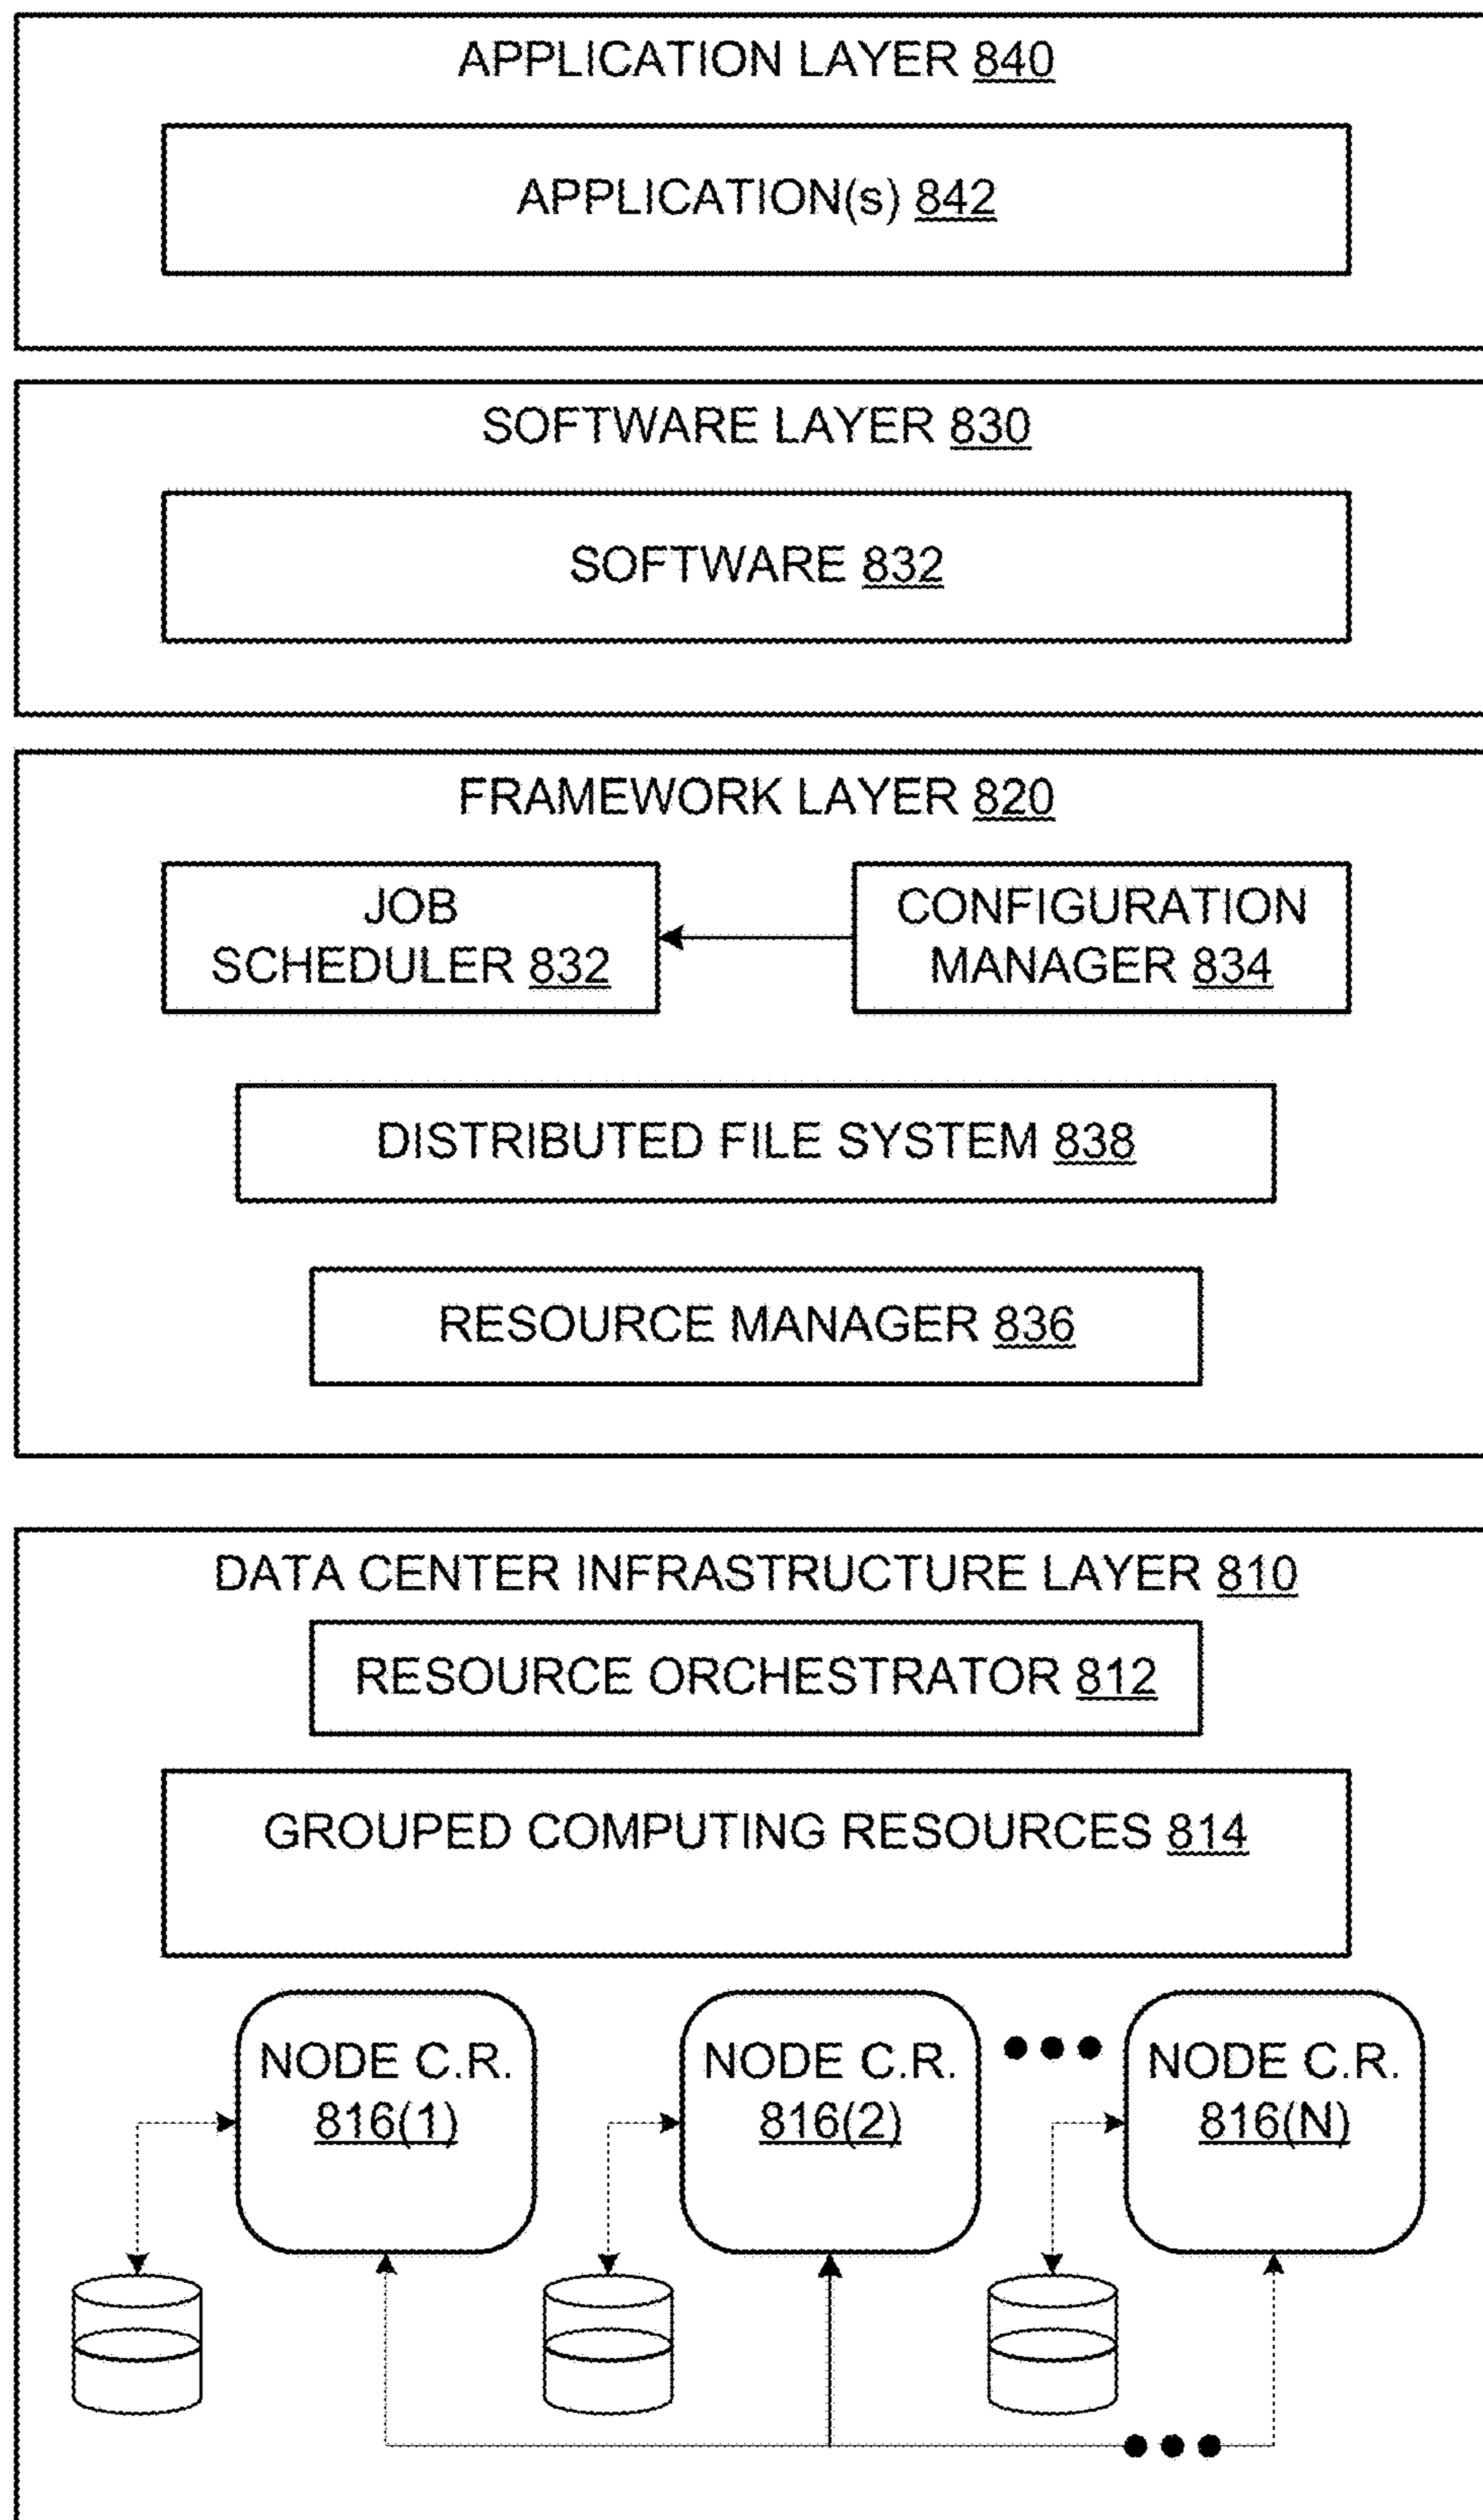 APPLICATION LAYER 840
APPLICATION(s) 842
SOFTWARE LAYER 830
SOFTWARE 832
FRAMEWORK LAYER 820
JOB
SCHEDULER 832
CONFIGURATION
MANAGER 834
DISTRIBUTED FILE SYSTEM 838
RESOURCE MANAGER 836
DATA CENTER INFRASTRUCTURE LAYER 810
RESOURCE ORCHESTRATOR 812
GROUPED COMPUTING RESOURCES 814
NODE C.R.
816(1)
NODE C.R.
816(2)
NODE C.R.
816(N)